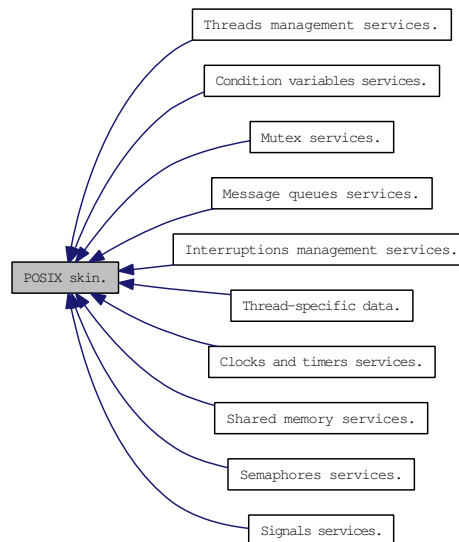 Threads management services.
Condition variables services.
Mutex services.
Message queues services.
Interruptions management services.
POSIX skin.
Thread-specific data.
Clocks and timers services.
Shared memory services.
Semaphores services.
Signals services.